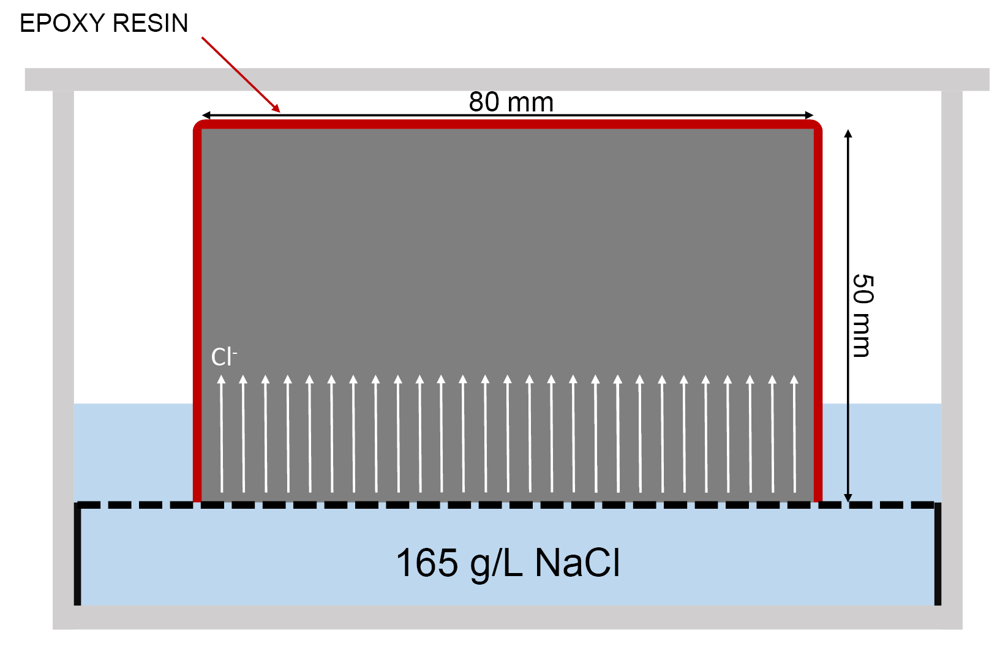 EPOXY RESIN
80 mm
50 mm
Cl-
165 g/L NaCl